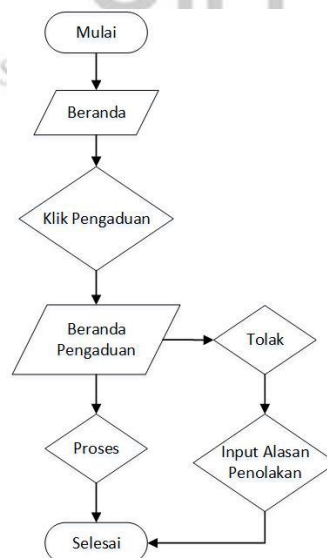 Mulai
Beranda
Klik Pengaduan
Beranda
Pengaduan
Tolak
Proses
Input Alasan
Penolakan
Selesai